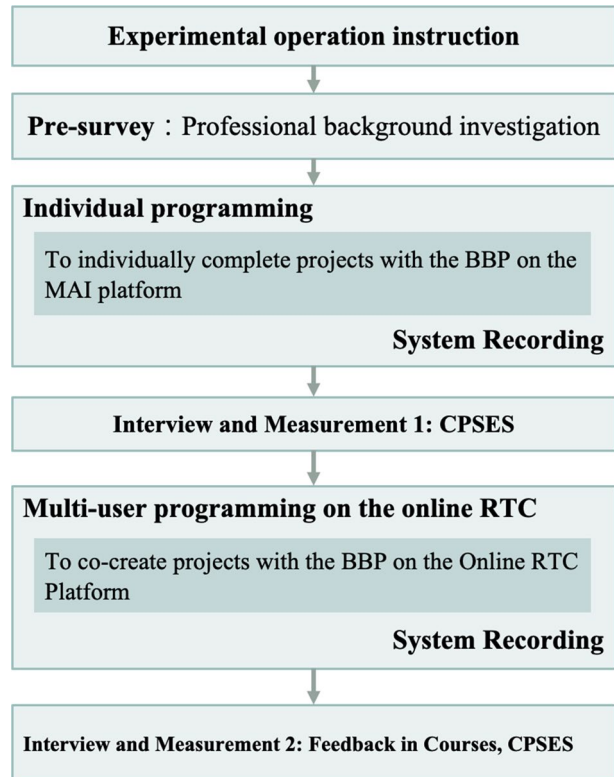 Experimental operation instruction
Pre-survey：Professional background investigation
Individual programming
To individually complete projects with the BBP on the
MAI platform
System Recording
Interview and Measurement 1: CPSES
Multi-user programming on the online RTC
To co-create projects with the BBP on the Online RTC
Platform
System Recording
Interview and Measurement 2: Feedback in Courses, CPSES